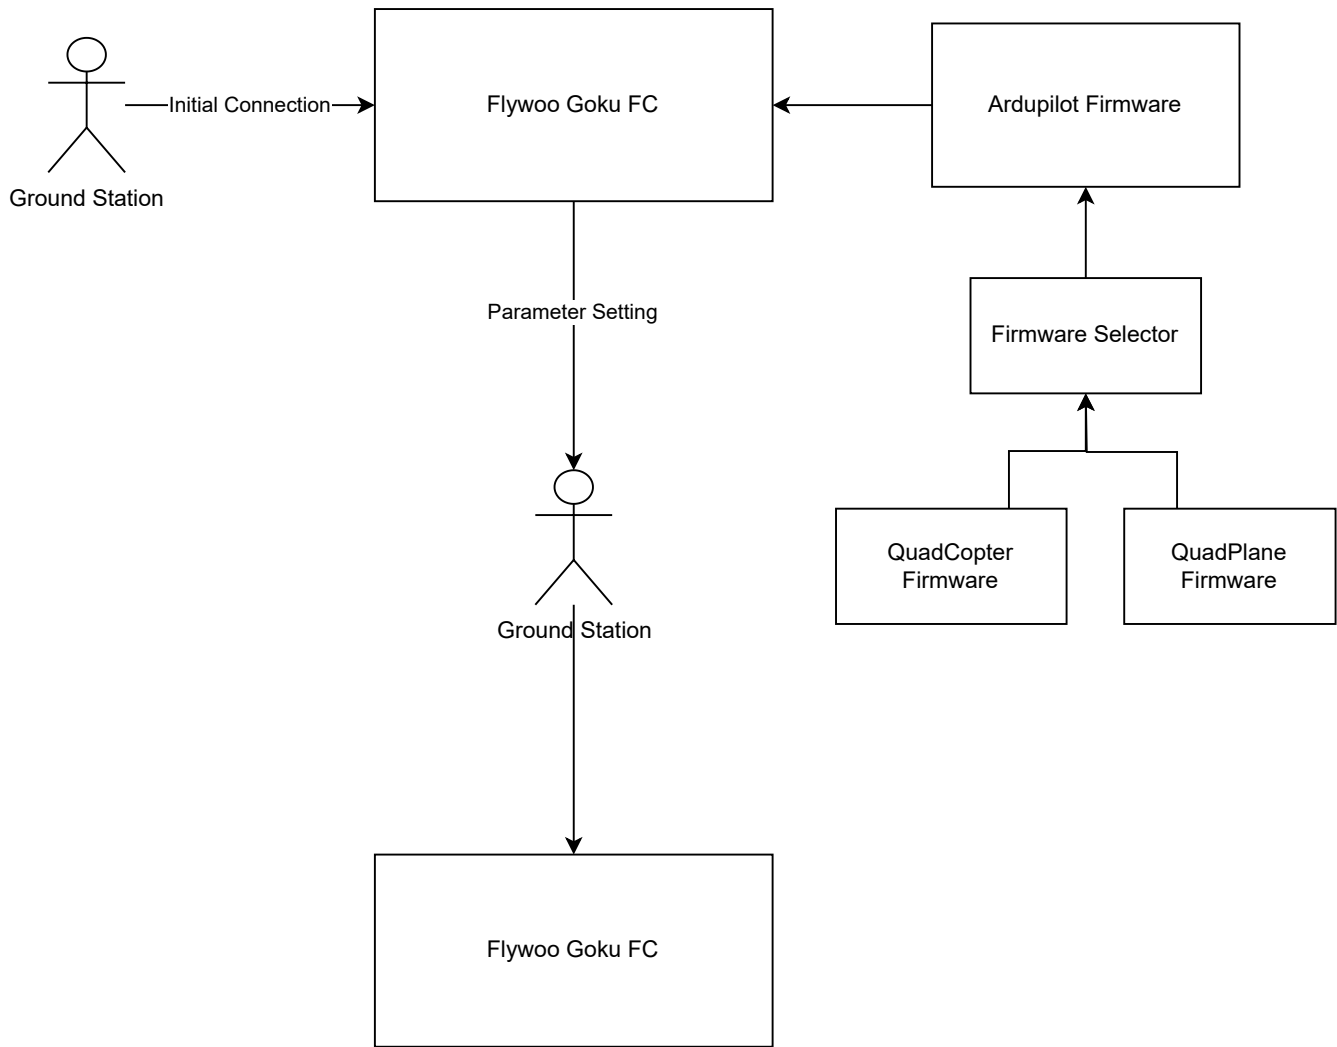 Initial Connection
Flywoo Goku FC
Ardupilot Firmware
Ground Station
Parameter Setting
Firmware Selector
QuadCopter
Firmware
QuadPlane
Firmware
Ground Station
Flywoo Goku FC